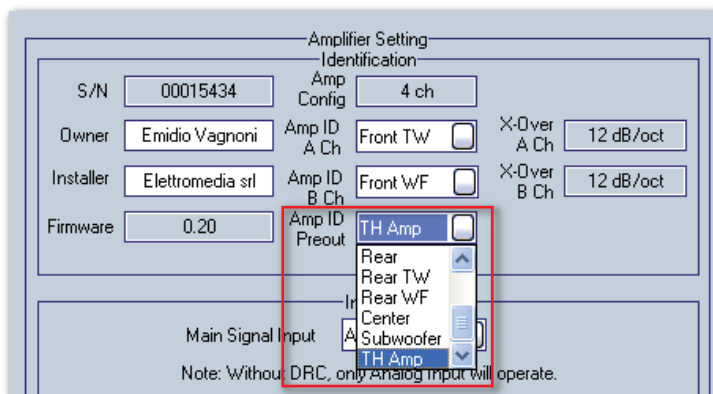 Amplifier Setting
Identification
S/N 00015434 Amp Config 4 ch
Owner Emidio Vagnoni Amp ID A Ch Front TW X-Over A Ch 12 dB/oct
Installer Elettromedia srl Amp ID B Ch Front WF X-Over B Ch 12 dB/oct
Firmware 0.20 Amp ID Preout TH Amp
Rear
Rear TW
Rear WF
Center
Subwoofer
TH Amp
Main Signal Input
Note: Without DRC, only Analog Input will operate.